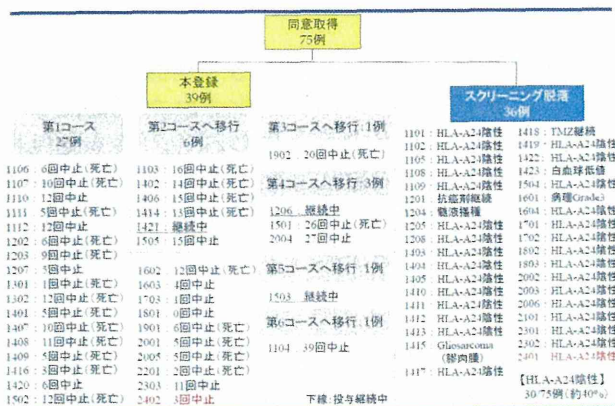 同意取得
75例
本登録
39例
スクリーニング脱落
36例
第1コース
27例
1106 : 6回中止(死亡)
1107 : 10回中止(死亡)
1110 : 12回中止
1111 : 5回中止(死亡)
1112 : 12回中止
1202 : 6回中止(死亡)
1203 : 9回中止(死亡)
1207 : 5回中止
1301 : 1回中止(死亡)
1302 : 12回中止(死亡)
1401 : 5回中止(死亡)
1407 : 10回中止(死亡)
1408 : 11回中止(死亡)
1409 : 5回中止(死亡)
1416 : 3回中止(死亡)
1420 : 6回中止
1502 : 12回中止(死亡)
第2コースへ移行
6例
1103 : 16回中止(死亡)
1402 : 14回中止(死亡)
1406 : 15回中止(死亡)
1414 : 13回中止(死亡)
1421 : 継続中
1505 : 15回中止
1602 : 12回中止(死亡)
1603 : 4回中止
1703 : 1回中止
1801 : 0回中止
1901 : 6回中止(死亡)
2001 : 5回中止(死亡)
2005 : 5回中止(死亡)
2201 : 2回中止(死亡)
2303 : 11回中止
2402 : 3回中止
第3コースへ移行:1例
1902 : 20回中止(死亡)
第4コースへ移行:3例
1206 : 継続中
1501 : 26回中止(死亡)
2004 : 27回中止
第5コースへ移行:1例
1503 : 継続中
第6コースへ移行:1例
1104 : 39回中止
下線:投与継続中
1101 : HLA-A24陰性
1102 : HLA-A24陰性
1105 : HLA-A24陰性
1108 : HLA-A24陰性
1109 : HLA-A24陰性
1201 : 抗癌剤継続
1204 : 髄液播種
1205 : HLA-A24陰性
1208 : HLA-A24陰性
1403 : HLA-A24陰性
1404 : HLA-A24陰性
1405 : HLA-A24陰性
1410 : HLA-A24陰性
1411 : HLA-A24陰性
1412 : HLA-A24陰性
1413 : HLA-A24陰性
1415 : Gliosarcoma
(膠肉腫)
1417 : HLA-A24陰性
1418 : TMZ継続
1419 : HLA-A24陰性
1422 : HLA-A24陰性
1423 : 白血球低値
1504 : HLA-A24陰性
1601 : 病理Grade3
1604 : HLA-A24陰性
1701 : HLA-A24陰性
1702 : HLA-A24陰性
1802 : HLA-A24陰性
1803 : HLA-A24陰性
2002 : HLA-A24陰性
2003 : HLA-A24陰性
2006 : HLA-A24陰性
2101 : HLA-A24陰性
2301 : HLA-A24陰性
2302 : HLA-A24陰性
2401 : HLA-A24陰性
【HLA-A24陰性】
30/75例(約40%)